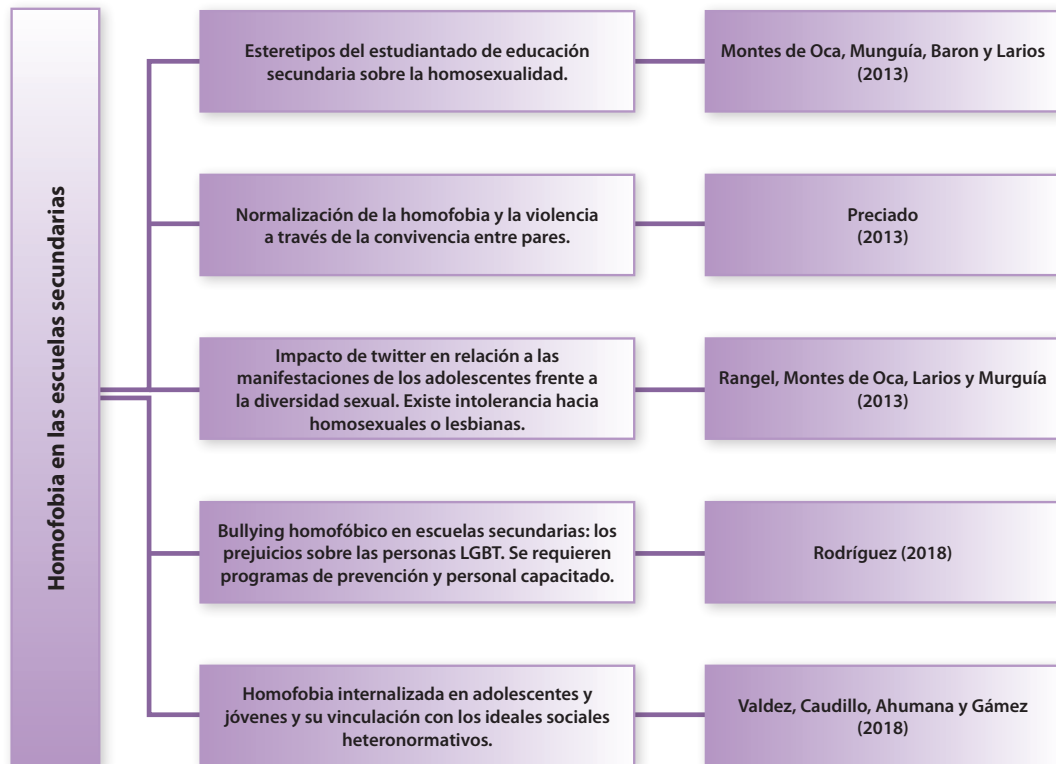 Homofobia en las escuelas secundarias
Esteretipos del estudiantado de educación
secundaria sobre la homosexualidad.
Montes de Oca, Munguía, Baron y Larios
(2013)
Normalización de la homofobia y la violencia
a través de la convivencia entre pares.
Preciado
(2013)
Impacto de twitter en relación a las
manifestaciones de los adolescentes frente a
la diversidad sexual. Existe intolerancia hacia
homosexuales o lesbianas.
Rangel, Montes de Oca, Larios y Murguía
(2013)
Bullying homofóbico en escuelas secundarias: los
prejuicios sobre las personas LGBT. Se requieren
programas de prevención y personal capacitado.
Rodríguez (2018)
Homofobia internalizada en adolescentes y
jóvenes y su vinculación con los ideales sociales
heteronormativos.
Valdez, Caudillo, Ahumana y Gámez
(2018)